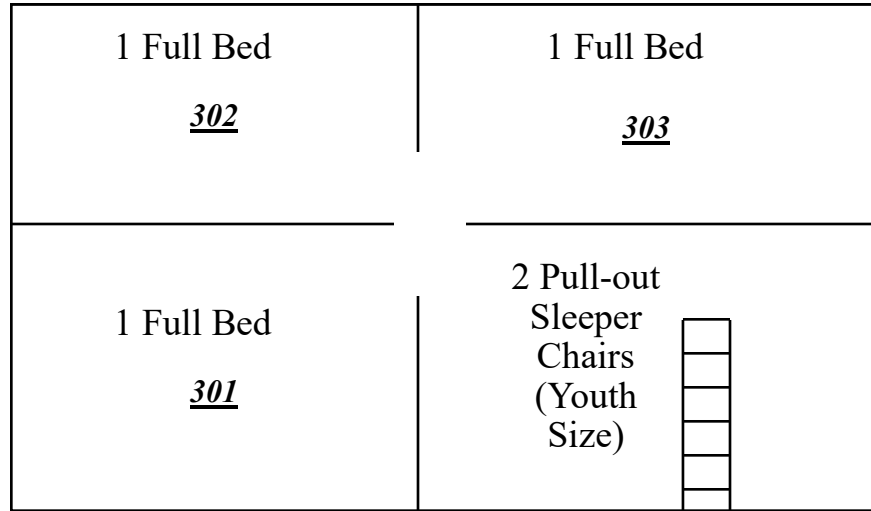 1 Full Bed
302
1 Full Bed
303
1 Full Bed
301
2 Pull-out
Sleeper
Chairs
(Youth
Size)